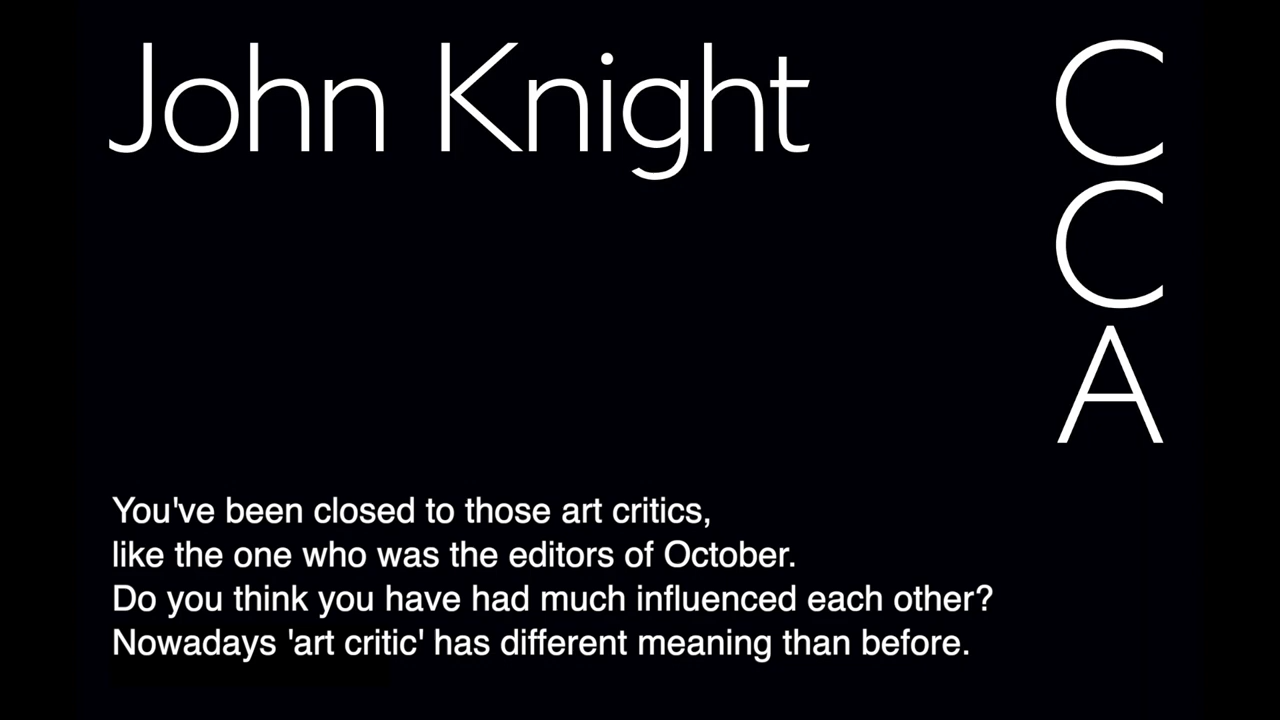 John Knight
C
C
A
You've been closed to those art critics,
like the one who was the editors of October.
Do you think you have had much influenced each other?
Nowadays 'art critic' has different meaning than before.